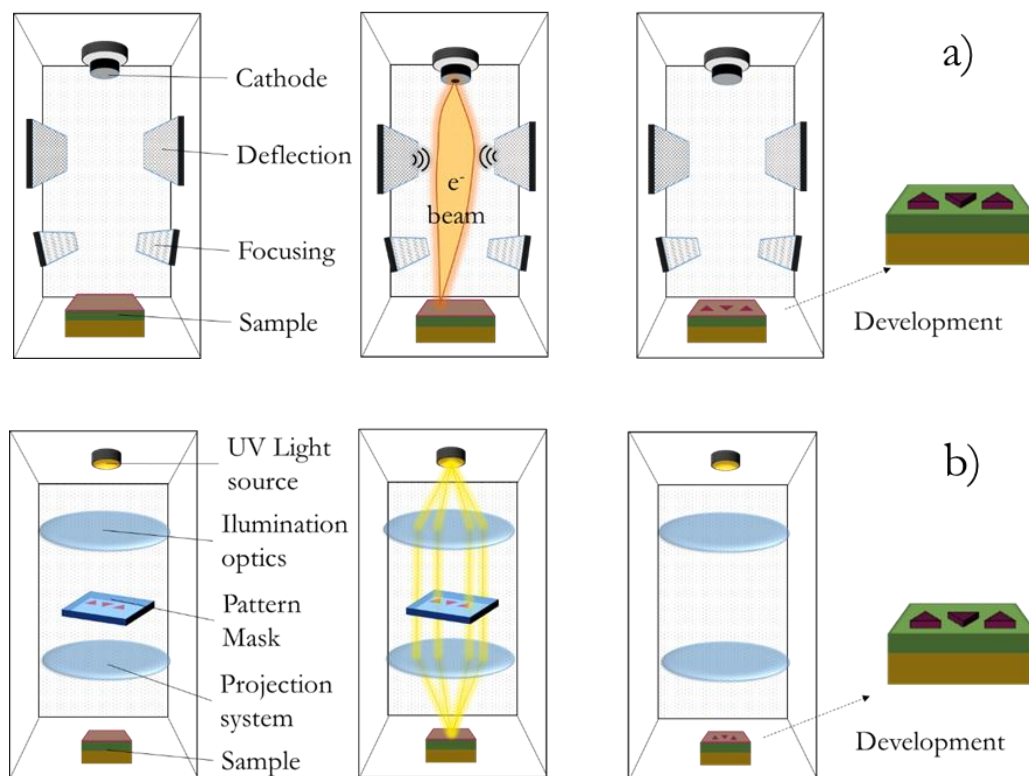 a)
Cathode
Deflection
Focusing
Sample
e-
beam
Development
b)
UV Light
source
Ilumination
optics
Pattern
Mask
Projection
system
Sample
Development